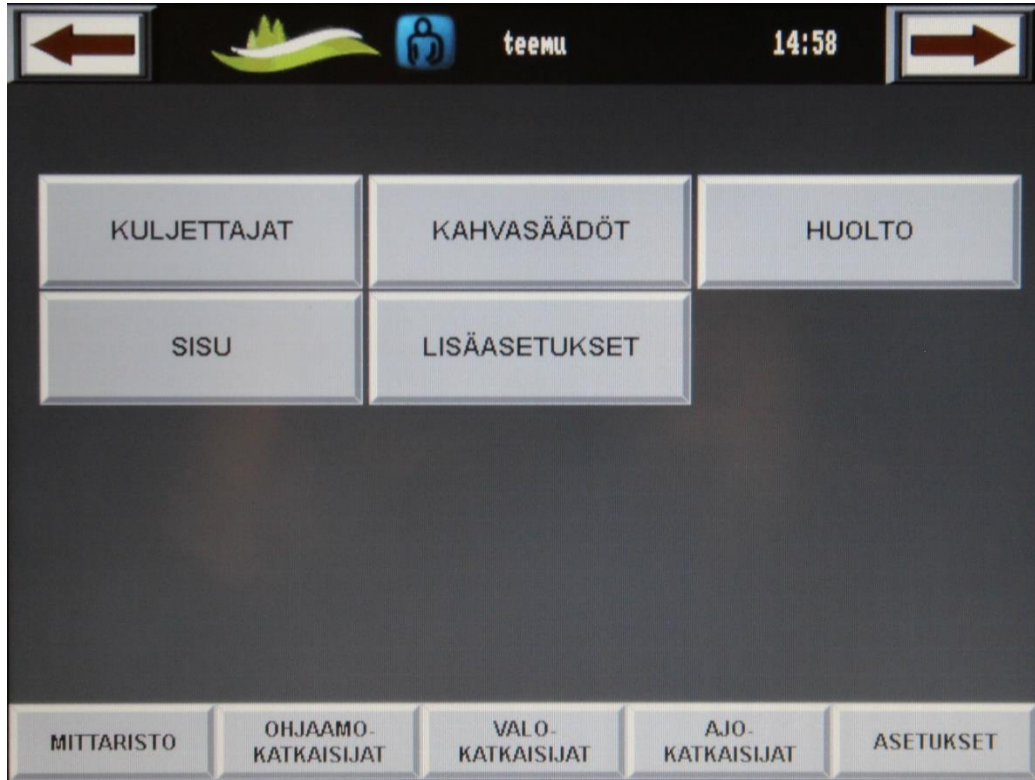 teemu 14:58
KULJETTAJAT KAHVASÄÄDÖT HUOLTO
SISU LISÄASETUKSET
MITTARISTO OHJAAMO- VALO- AJO- ASETUKSET
KATKAISIJAT KATKAISIJAT KATKAISIJAT